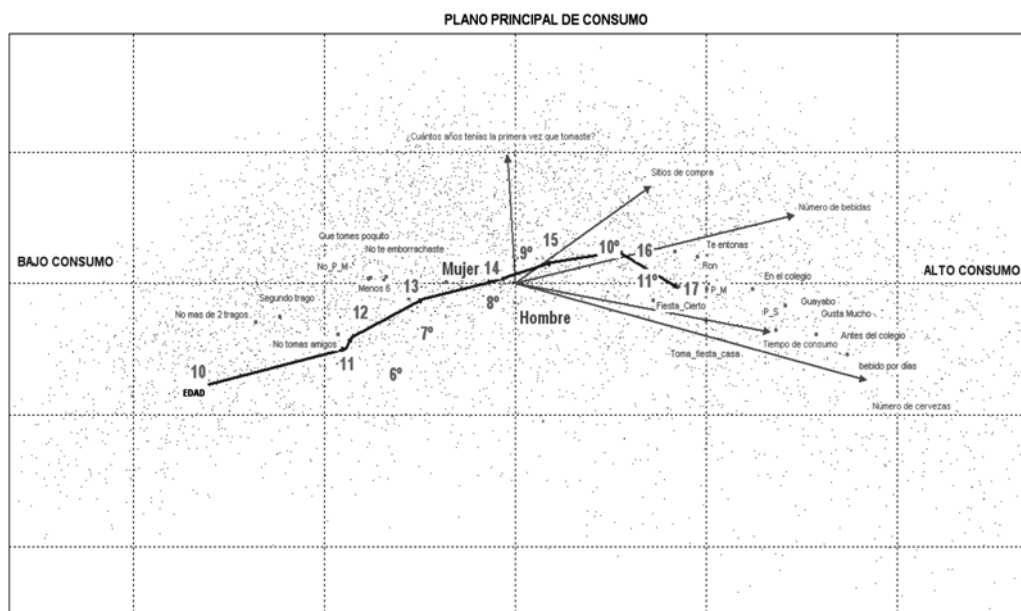 PLANO PRINCIPAL DE CONSUMO
¿Cuántos años tenías la primera vez que tomaste?
Sitios de compra
Número de bebidas
Que tomes poquito
No te emborrachaste
9º
15
10º
16
Te entonas
BAJO CONSUMO
No_P_M
Mujer
14
Ron
ALTO CONSUMO
Menos 6
13
8º
11º
17
P_M
En el colegio
Segundo trago
Fiesta_Cierto
Guayabo
No mas de 2 tragos
12
Hombre
P_S
Gusta Mucho
7º
No tomas amigos
Tiempo de consumo
Antes del colegio
11
Toma_fiesta_casa
10
6º
bebido por días
EDAD
Número de cervezas